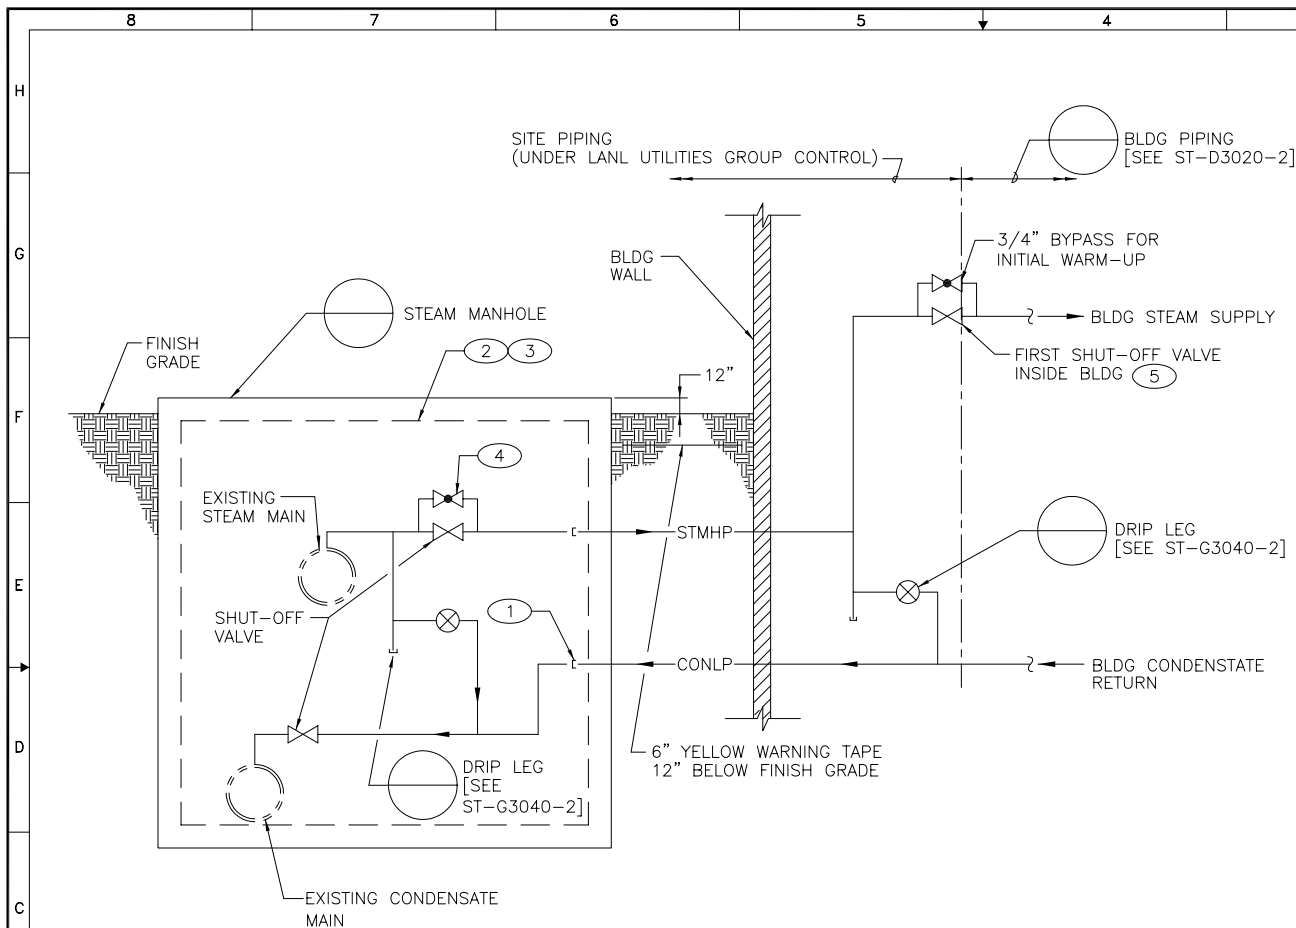 8 7 6 5 4
H
SITE PIPING
(UNDER LANL UTILITIES GROUP CONTROL)
BLDG PIPING
[SEE ST-D3020-2]
G
BLDG
WALL
3/4" BYPASS FOR
INITIAL WARM-UP
STEAM MANHOLE
BLDG STEAM SUPPLY
FINISH
GRADE
2 3
12"
FIRST SHUT-OFF VALVE
INSIDE BLDG 5
F
4
EXISTING
STEAM MAIN
STMHP
DRIP LEG
[SEE ST-G3040-2]
E
SHUT-OFF
VALVE
1
CONLP
BLDG CONDENSTATE
RETURN
D
6" YELLOW WARNING TAPE
12" BELOW FINISH GRADE
DRIP LEG
[SEE
ST-G3040-2]
EXISTING CONDENSATE
MAIN
C